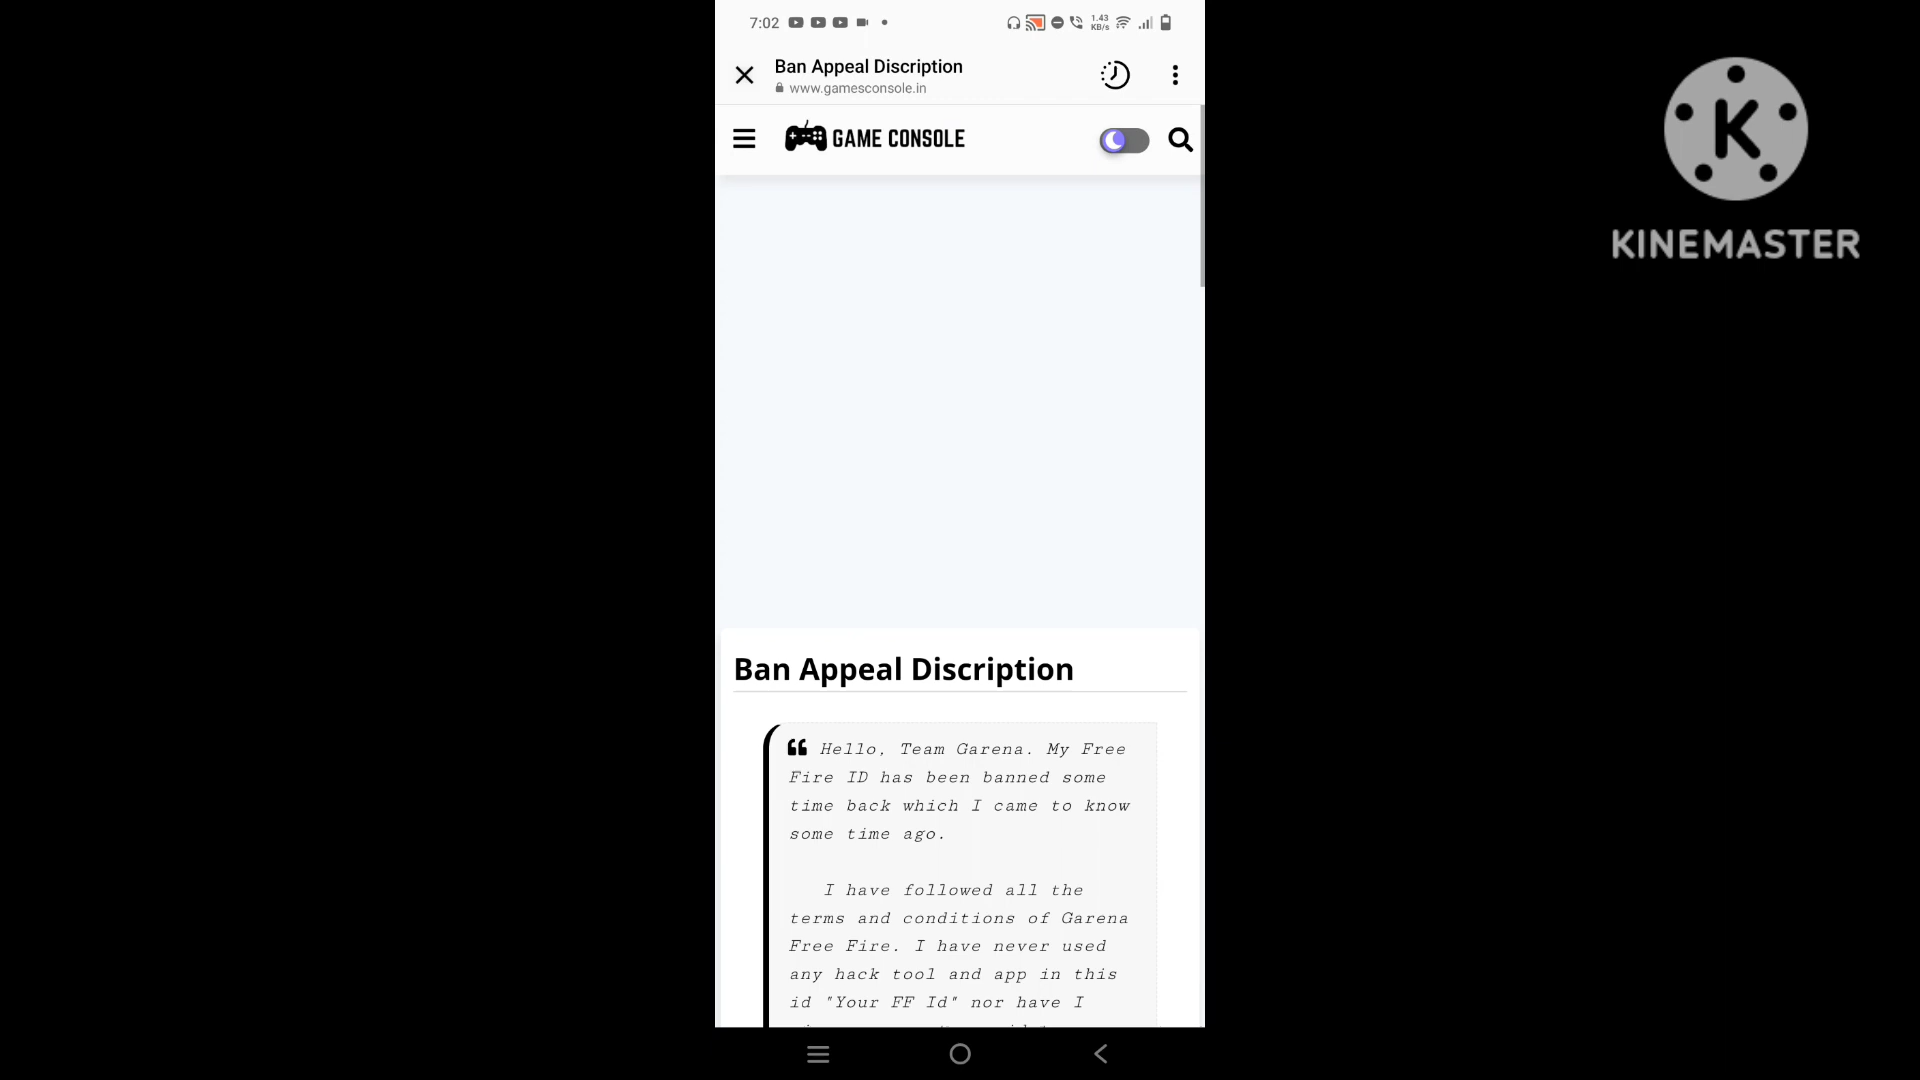 7:02
1.43
KB/s
Ban Appeal Discription
www.gamesconsole.in
GAME CONSOLE
K
KINEMASTER
Ban Appeal Discription
Hello, Team Garena. My Free
Fire ID has been banned some
time back which I came to know
some time ago.
I have followed all the
terms and conditions of Garena
Free Fire. I have never used
any hack tool and app in this
id "Your FF Id" nor have I